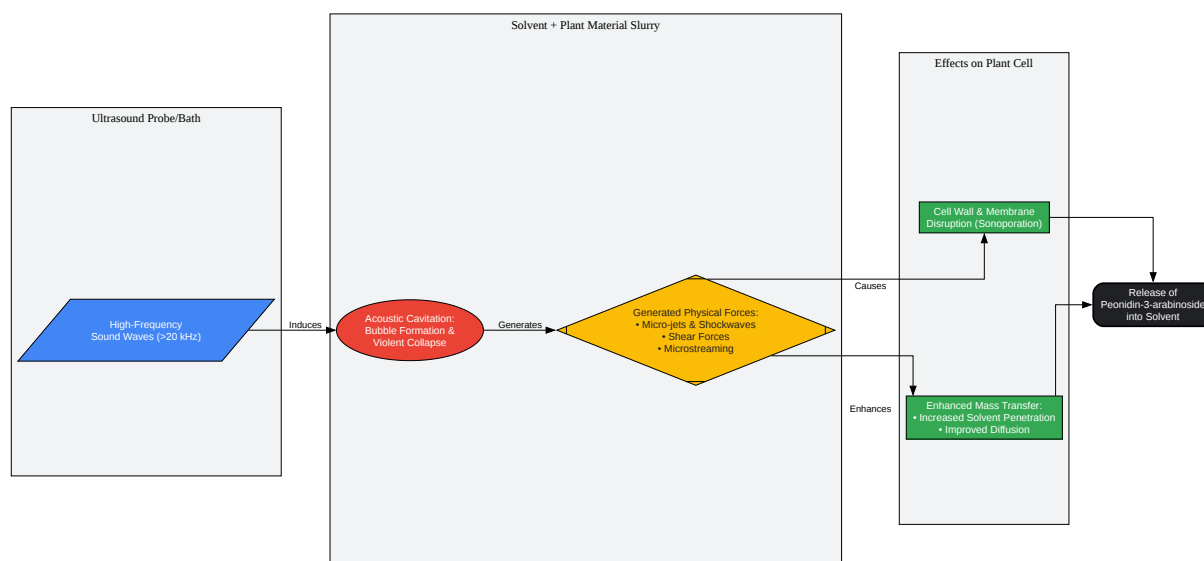 Solvent + Plant Material Slurry
Effects on Plant Cell
Ultrasound Probe/Bath
High-Frequency
Sound Waves (>20 kHz)
Induces
Acoustic Cavitation:
Bubble Formation &
Violent Collapse
Generates
Generated Physical Forces:
• Micro-jets & Shockwaves
• Shear Forces
• Microstreaming
Causes
Enhances
Cell Wall & Membrane
Disruption (Sonoporation)
Enhanced Mass Transfer:
• Increased Solvent Penetration
• Improved Diffusion
Release of
Peonidin-3-arabinoside
into Solvent